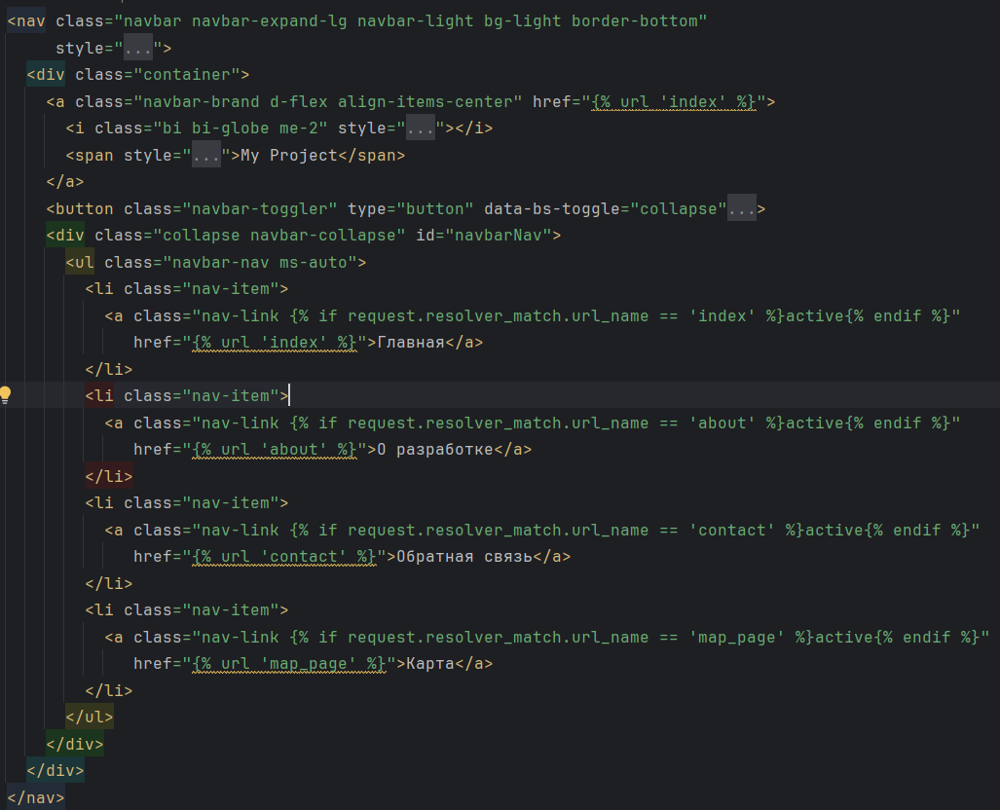 <nav class="navbar navbar-expand-lg navbar-light bg-light border-bottom"
style="...">
<div class="container">
<a class="navbar-brand d-flex align-items-center" href="{% url 'index' %}">
<i class="bi bi-globe me-2" style="..."></i>
<span style="...">My Project</span>
</a>
<button class="navbar-toggler" type="button" data-bs-toggle="collapse"...>
<div class="collapse navbar-collapse" id="navbarNav">
<ul class="navbar-nav ms-auto">
<li class="nav-item">
<a class="nav-link {% if request.resolver_match.url_name == 'index' %}active{% endif %}"
href="{% url 'index' %}">Главная</a>
</li>
<li class="nav-item">
<a class="nav-link {% if request.resolver_match.url_name == 'about' %}active{% endif %}"
href="{% url 'about' %}">О разработке</a>
</li>
<li class="nav-item">
<a class="nav-link {% if request.resolver_match.url_name == 'contact' %}active{% endif %}"
href="{% url 'contact' %}">Обратная связь</a>
</li>
<li class="nav-item">
<a class="nav-link {% if request.resolver_match.url_name == 'map_page' %}active{% endif %}"
href="{% url 'map_page' %}">Карта</a>
</li>
</ul>
</div>
</div>
</nav>